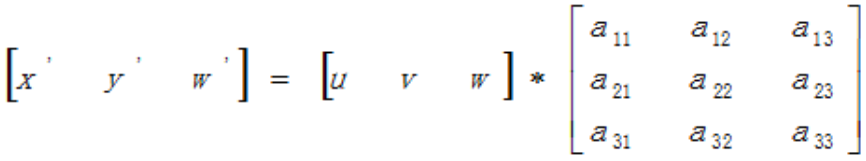 [x' y' w'] = [u v w] * [a₁₁ a₁₂ a₁₃
a₂₁ a₂₂ a₂₃
a₃₁ a₃₂ a₃₃]